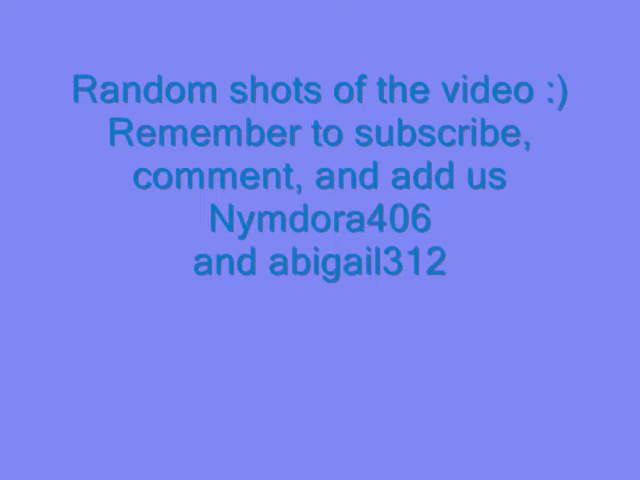 Random shots of the video :)
Remember to subscribe,
comment, and add us
Nymdora406
and abigail312